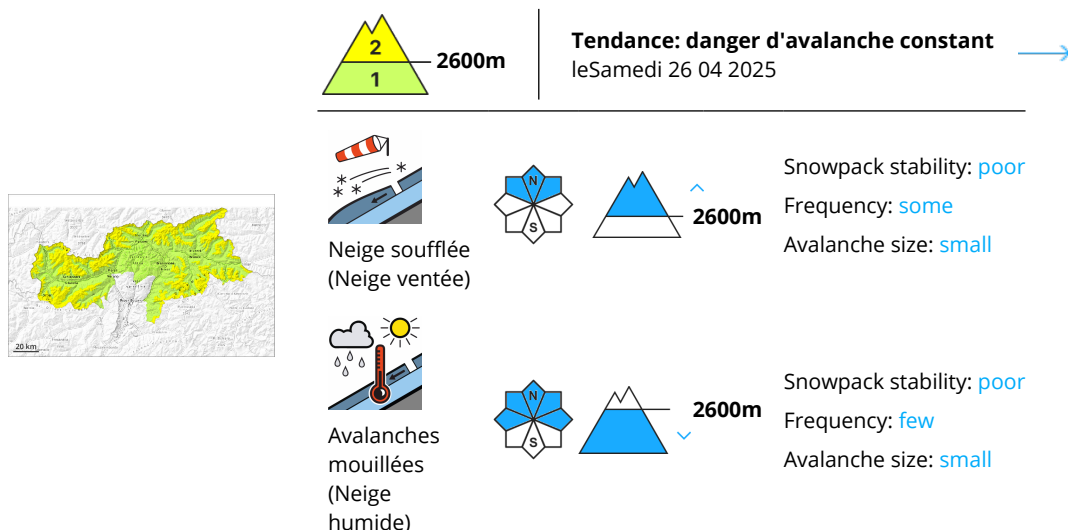 2
1
2600m
Tendance: danger d'avalanche constant
leSamedi 26 04 2025
20 km
Neige soufflée
(Neige ventée)
N
S
2600m
Snowpack stability: poor
Frequency: some
Avalanche size: small
Avalanches
mouillées
(Neige
humide)
N
S
2600m
Snowpack stability: poor
Frequency: few
Avalanche size: small